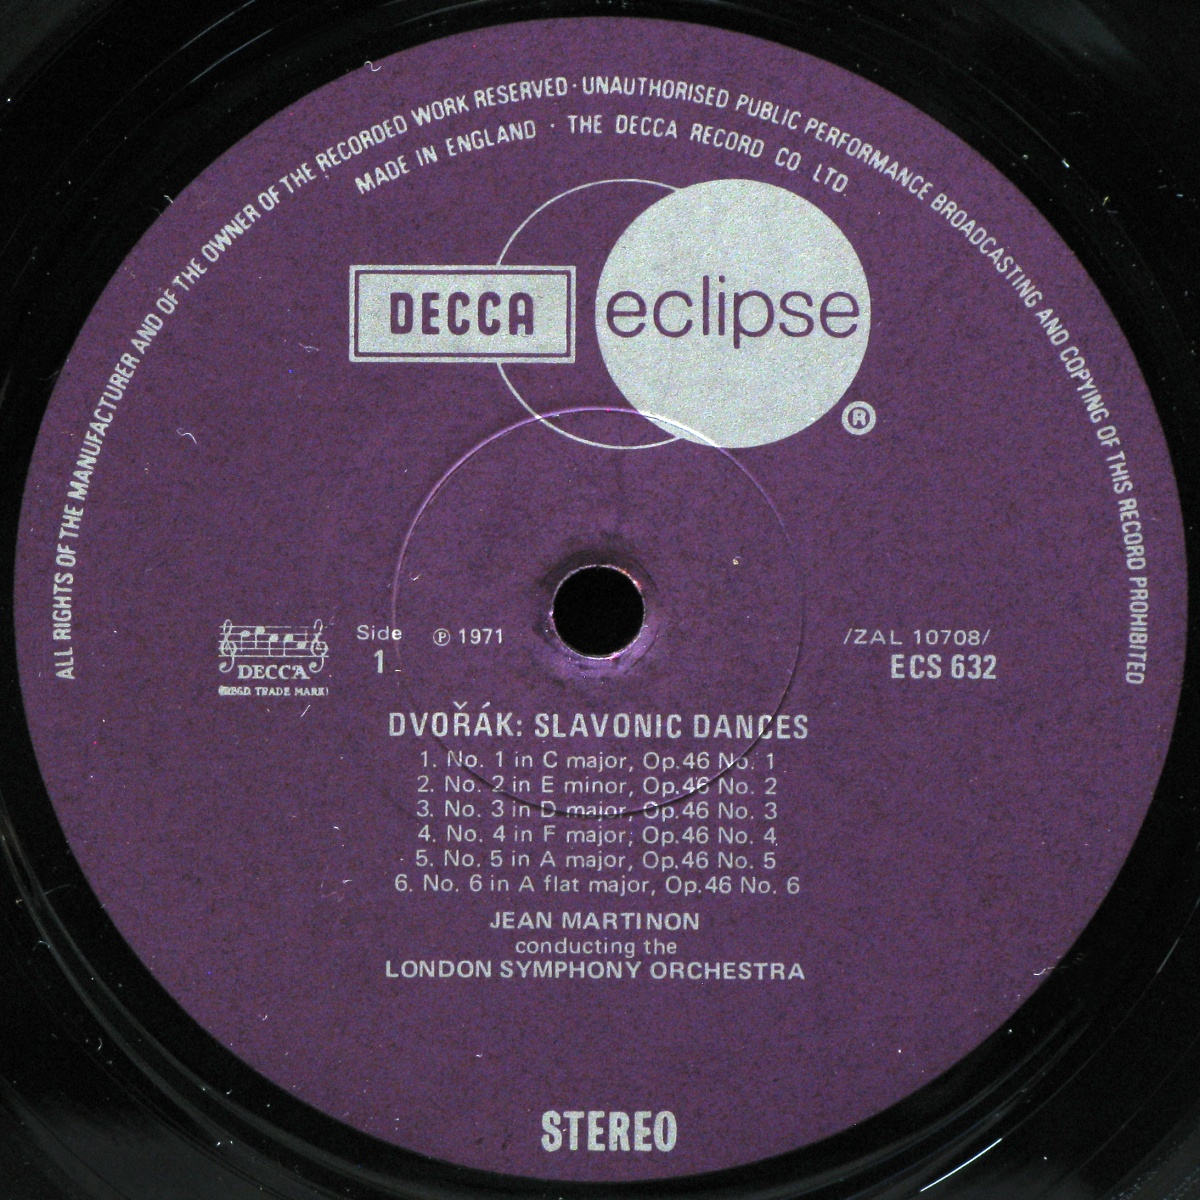 ALL RIGHTS OF THE MANUFACTURER AND OF THE OWNER OF THE RECORDED WORK RESERVED · UNAUTHORISED PUBLIC PERFORMANCE BROADCASTING AND COPYING OF THIS RECORD PROHIBITED
MADE IN ENGLAND · THE DECCA RECORD CO LTD
DECCA eclipse
®
Side ℗ 1971 /ZAL 10708/
1 ECS 632
DECCA
(REGD. TRADE MARK)
DVOŘÁK: SLAVONIC DANCES
1. No. 1 in C major, Op.46 No. 1
2. No. 2 in E minor, Op.46 No. 2
3. No. 3 in D major, Op.46 No. 3
4. No. 4 in F major, Op.46 No. 4
5. No. 5 in A major, Op.46 No. 5
6. No. 6 in A flat major, Op.46 No. 6
JEAN MARTINON
conducting the
LONDON SYMPHONY ORCHESTRA
STEREO